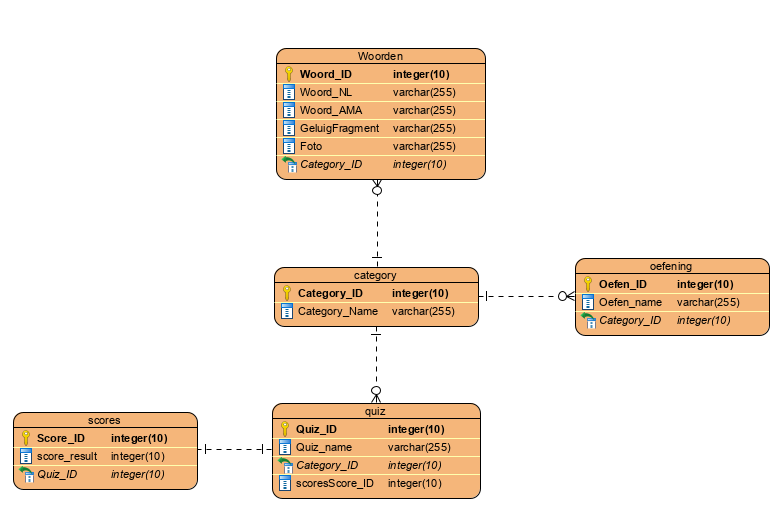 Woorden
Woord_ID integer(10)
Woord_NL varchar(255)
Woord_AMA varchar(255)
GeluigFragment varchar(255)
Foto varchar(255)
Category_ID integer(10)
category
Category_ID integer(10)
Category_Name varchar(255)
oefening
Oefen_ID integer(10)
Oefen_name varchar(255)
Category_ID integer(10)
scores
Score_ID integer(10)
score_result integer(10)
Quiz_ID integer(10)
quiz
Quiz_ID integer(10)
Quiz_name varchar(255)
Category_ID integer(10)
scoresScore_ID integer(10)